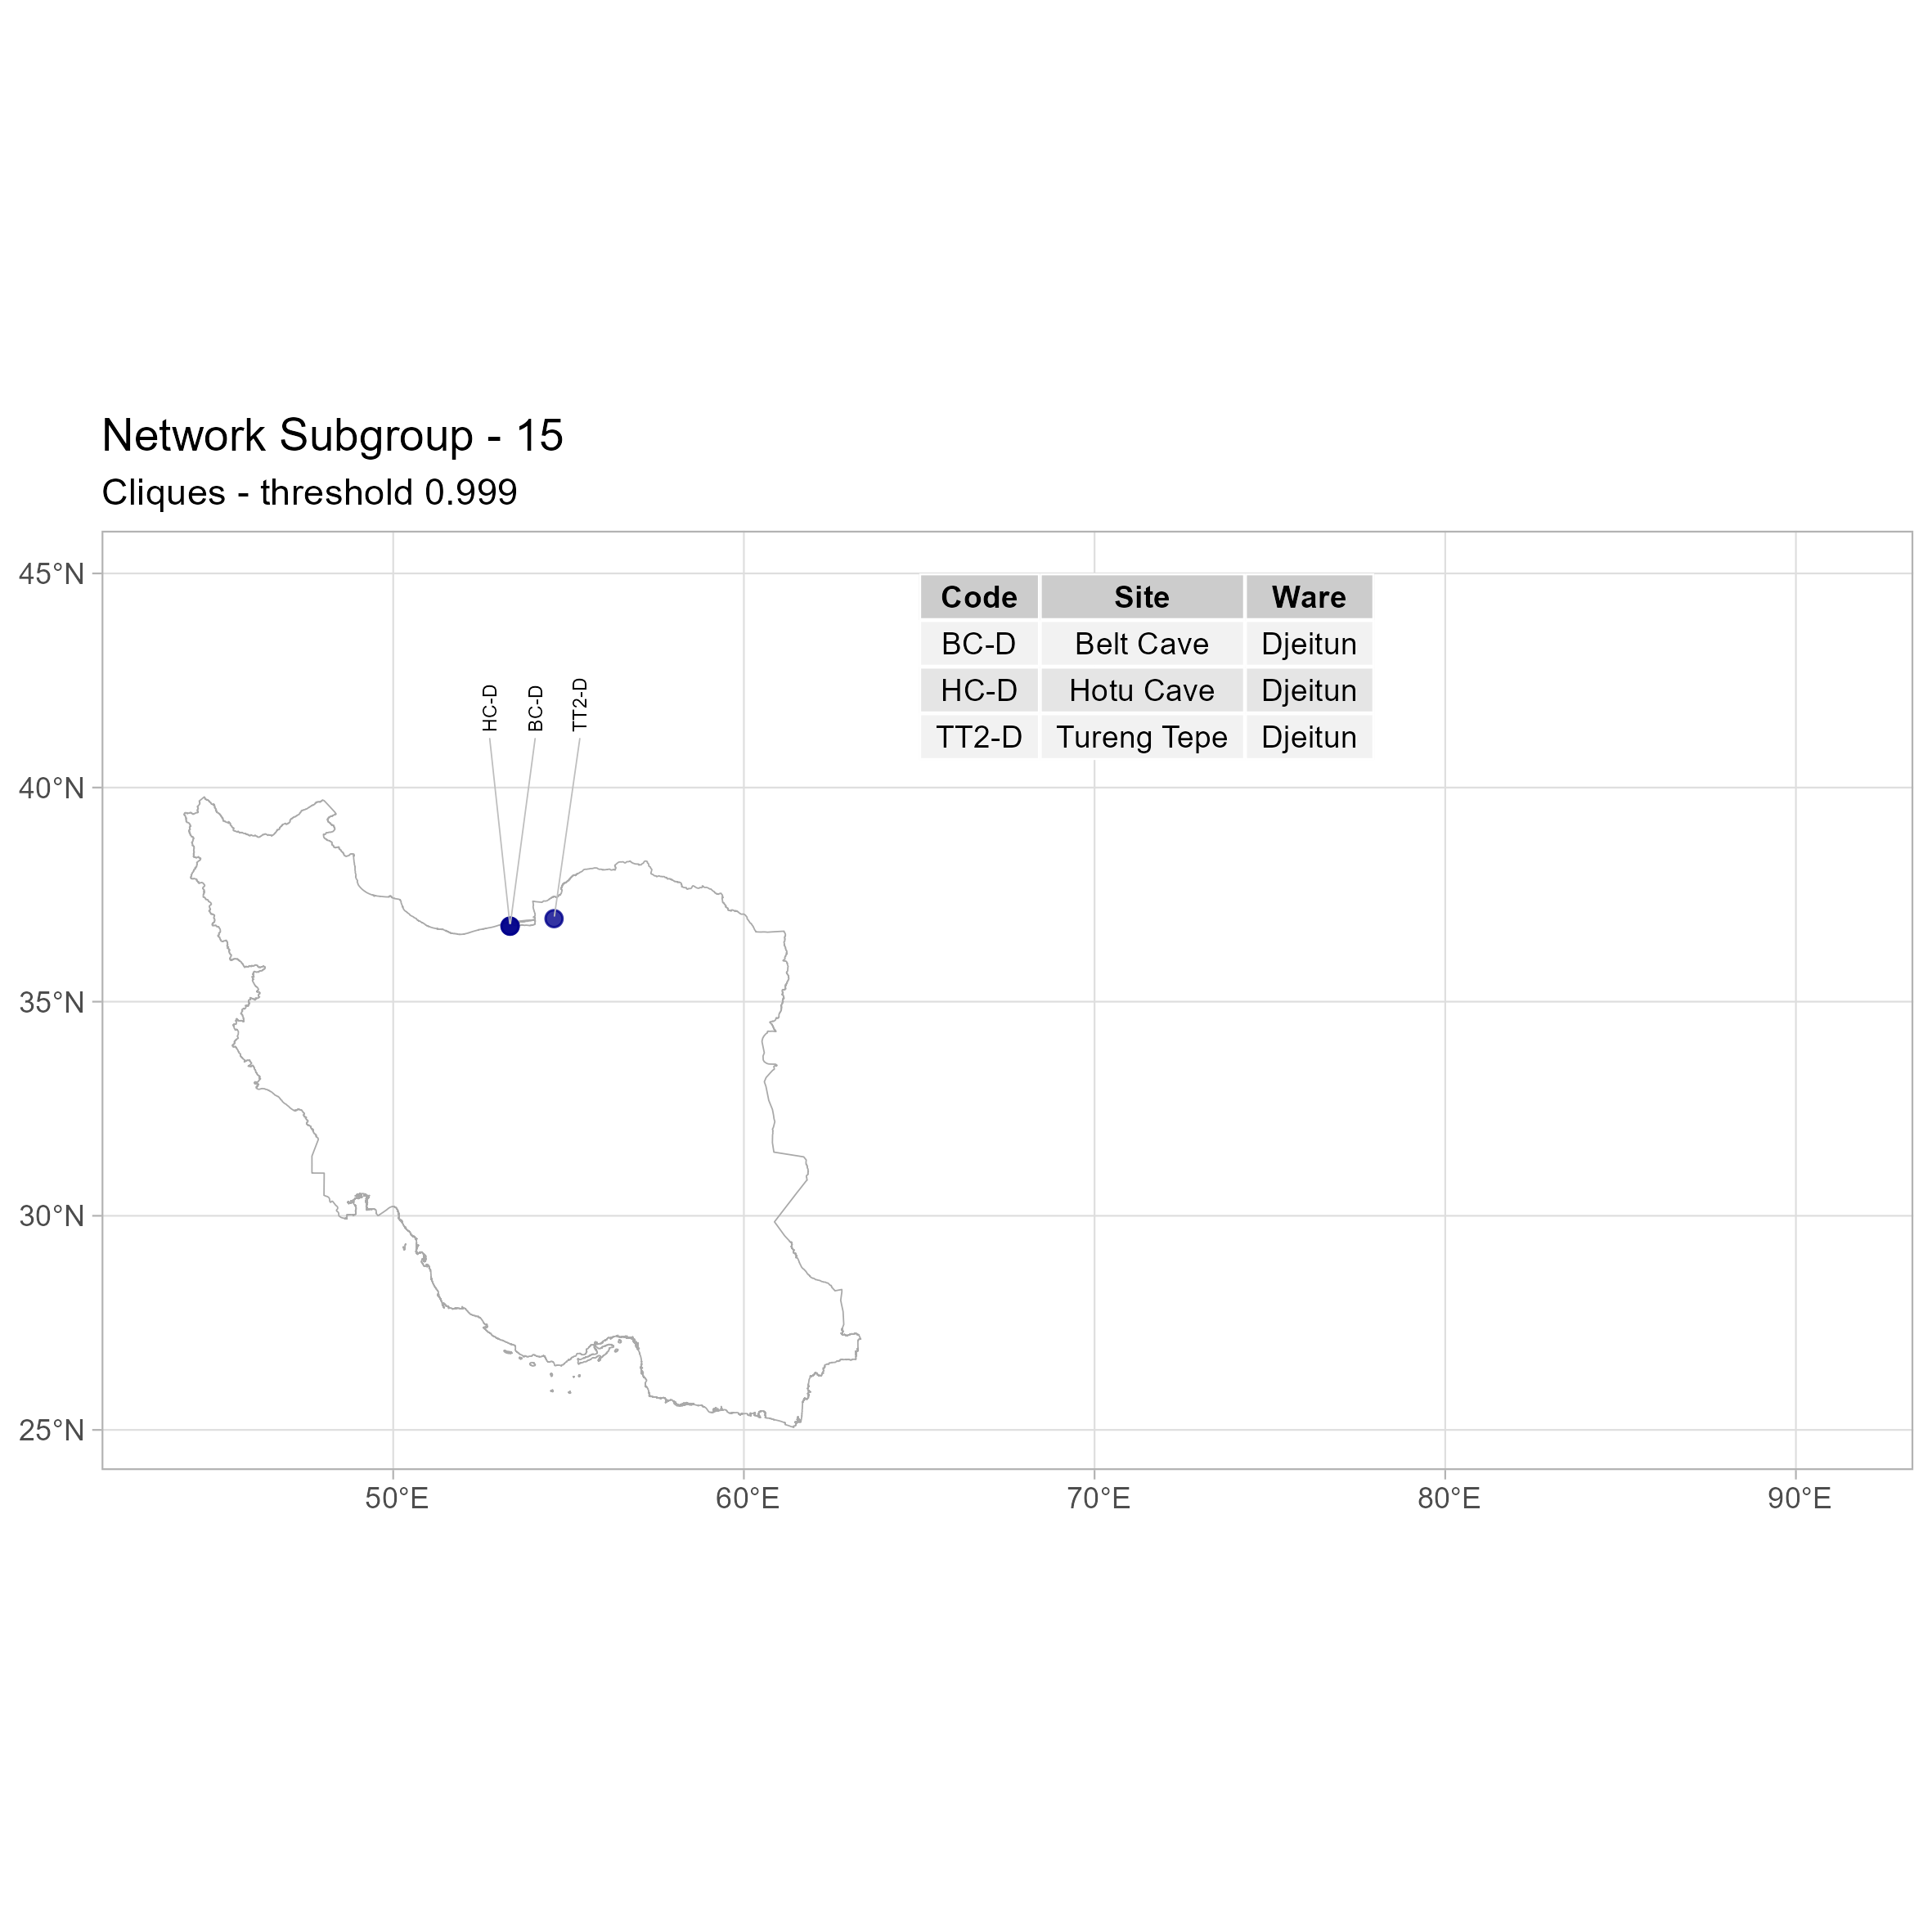 Network Subgroup - 15
Cliques - threshold 0.999
45°N
40°N
35°N
30°N
25°N
HC-D
BC-D
TT2-D
Code Site Ware
BC-D Belt Cave Djeitun
HC-D Hotu Cave Djeitun
TT2-D Tureng Tepe Djeitun
50°E 60°E 70°E 80°E 90°E